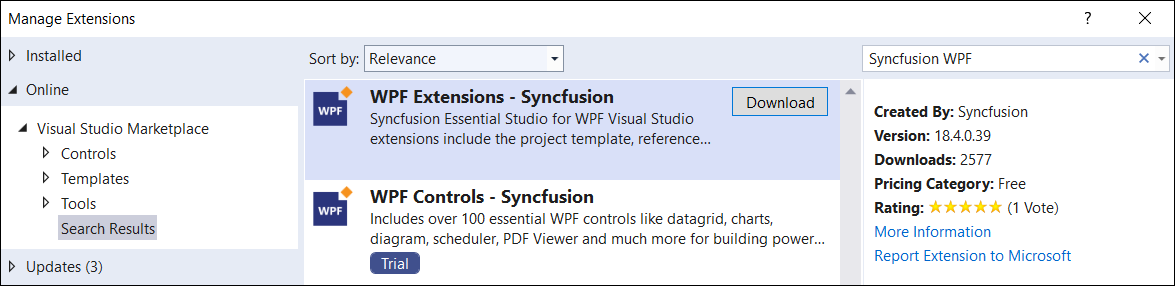 Manage Extensions
?
Installed
Online
Visual Studio Marketplace
Controls
Templates
Tools
Search Results
Updates (3)
Sort by: Relevance
WPF
WPF Extensions - Syncfusion
Download
Syncfusion Essential Studio for WPF Visual Studio
extensions include the project template, reference...
WPF
WPF Controls - Syncfusion
Includes over 100 essential WPF controls like datagrid, charts,
diagram, scheduler, PDF Viewer and much more for building power...
Trial
Syncfusion WPF
Created By: Syncfusion
Version: 18.4.0.39
Downloads: 2577
Pricing Category: Free
Rating: (1 Vote)
More Information
Report Extension to Microsoft